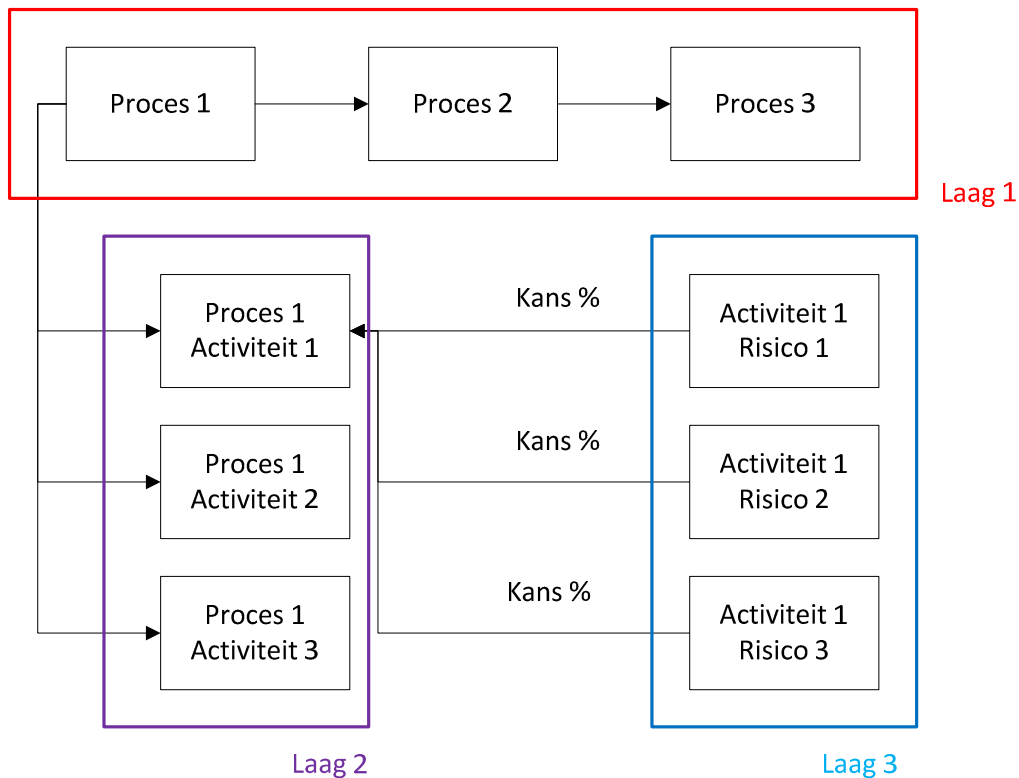 Proces 1
Proces 2
Proces 3
Laag 1
Proces 1
Activiteit 1
Kans %
Activiteit 1
Risico 1
Proces 1
Activiteit 2
Kans %
Activiteit 1
Risico 2
Proces 1
Activiteit 3
Kans %
Activiteit 1
Risico 3
Laag 2
Laag 3